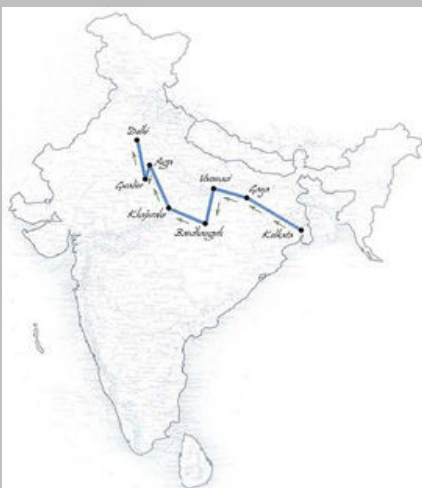 Delhi
Agra
Gwalior
Varanasi
Gaya
Khajuraho
Bandhavgarh
Kolkata